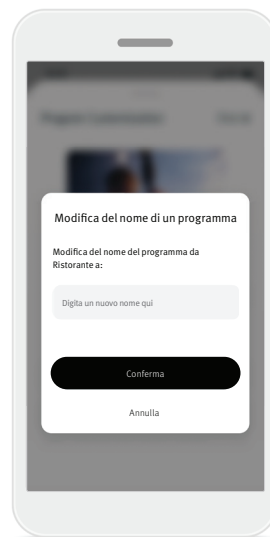 Modifica del nome di un programma
Modifica del nome del programma da
Ristorante a:
Digita un nuovo nome qui
Conferma
Annulla